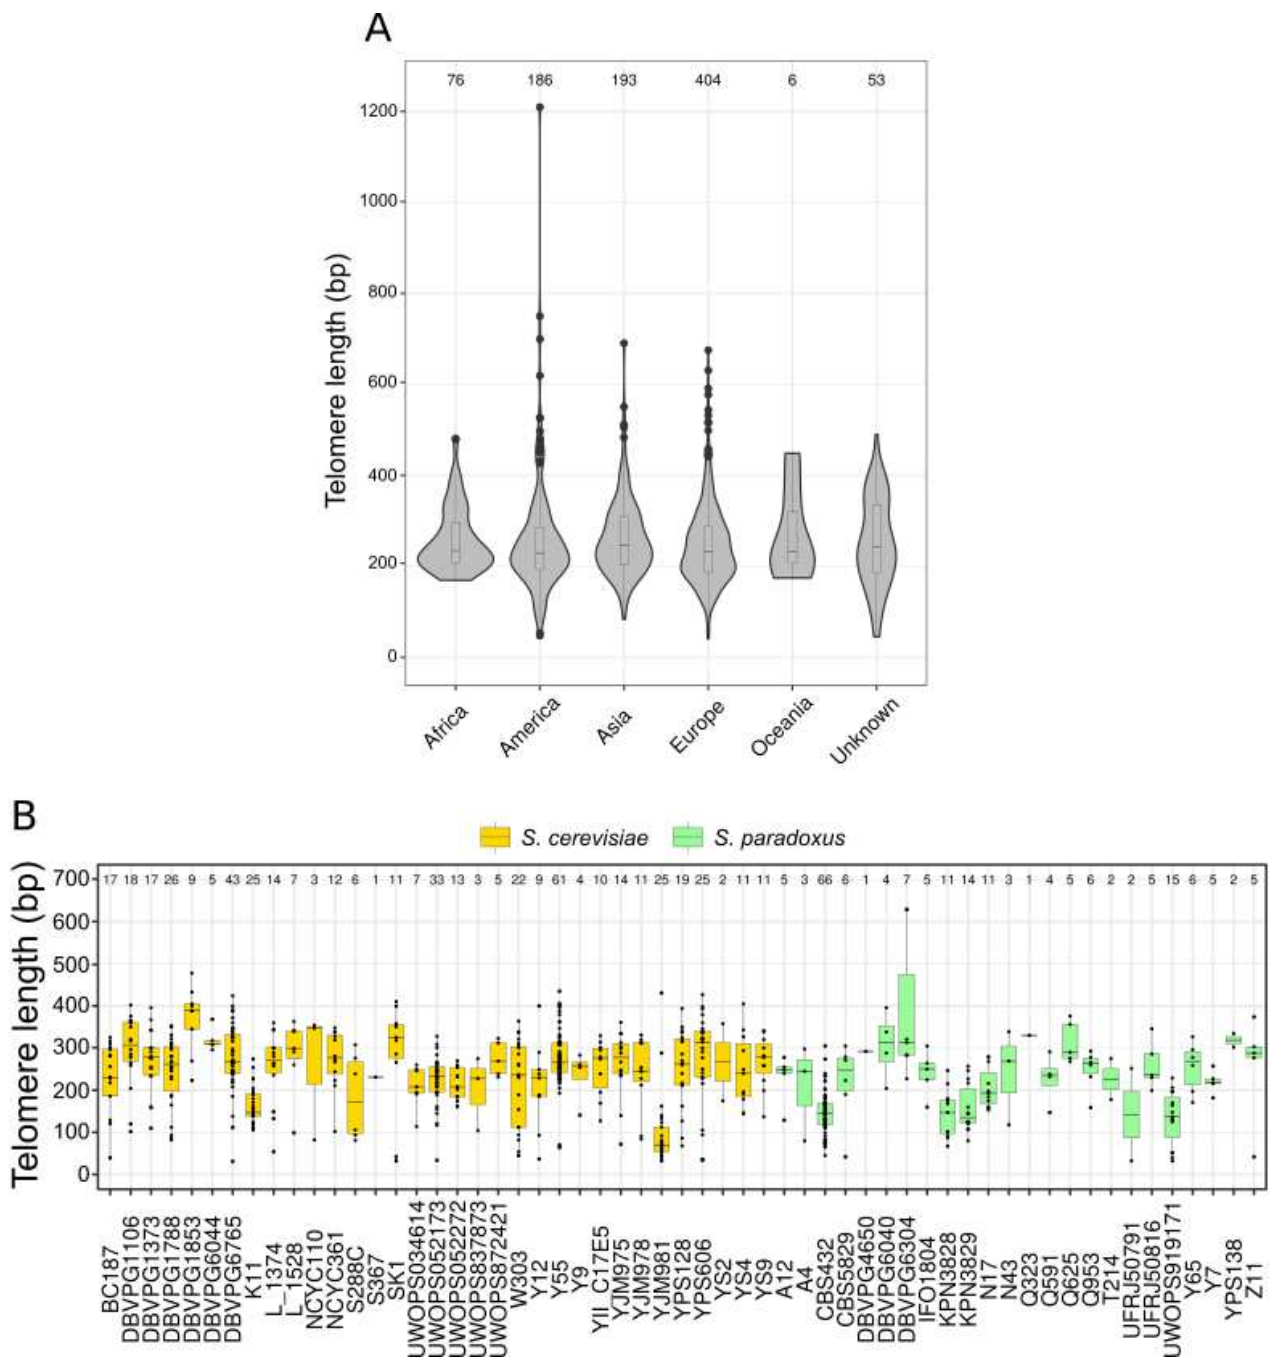 A
76 186 193 404 6 53
1200
1000
800
600
400
200
0
Telomere length (bp)
Africa America Asia Europe Oceania Unknown
B
S. cerevisiae S. paradoxus
700
600
500
400
300
200
100
0
Telomere length (bp)
17 18 17 26 9 5 43 25 14 7 3 12 6 1 11 7 33 13 3 5 22 9 61 4 10 14 11 25 19 25 2 11 11 5 3 66 6 1 4 7 5 11 14 11 3 1 4 5 6 2 2 5 15 6 5 2 5
BC187
DBVPG1106
DBVPG1373
DBVPG1788
DBVPG1853
DBVPG6044
DBVPG6765
K11
L_1374
L_1528
NCYC110
NCYC361
S288C
S367
SK1
UWOPS034614
UWOPS052173
UWOPS052272
UWOPS837873
UWOPS872421
W303
Y12
Y55
Y9
YII_C17E5
YJM975
YJM978
YJM981
YPS128
YPS606
YS2
YS4
YS9
A12
A4
CBS432
CBS5829
DBVPG4650
DBVPG6040
DBVPG6304
IFO1804
KPN3828
KPN3829
N17
N43
Q323
Q591
Q625
Q953
T214
UFRJ50791
UFRJ50816
UWOPS919171
Y65
Y7
YPS138
Z11